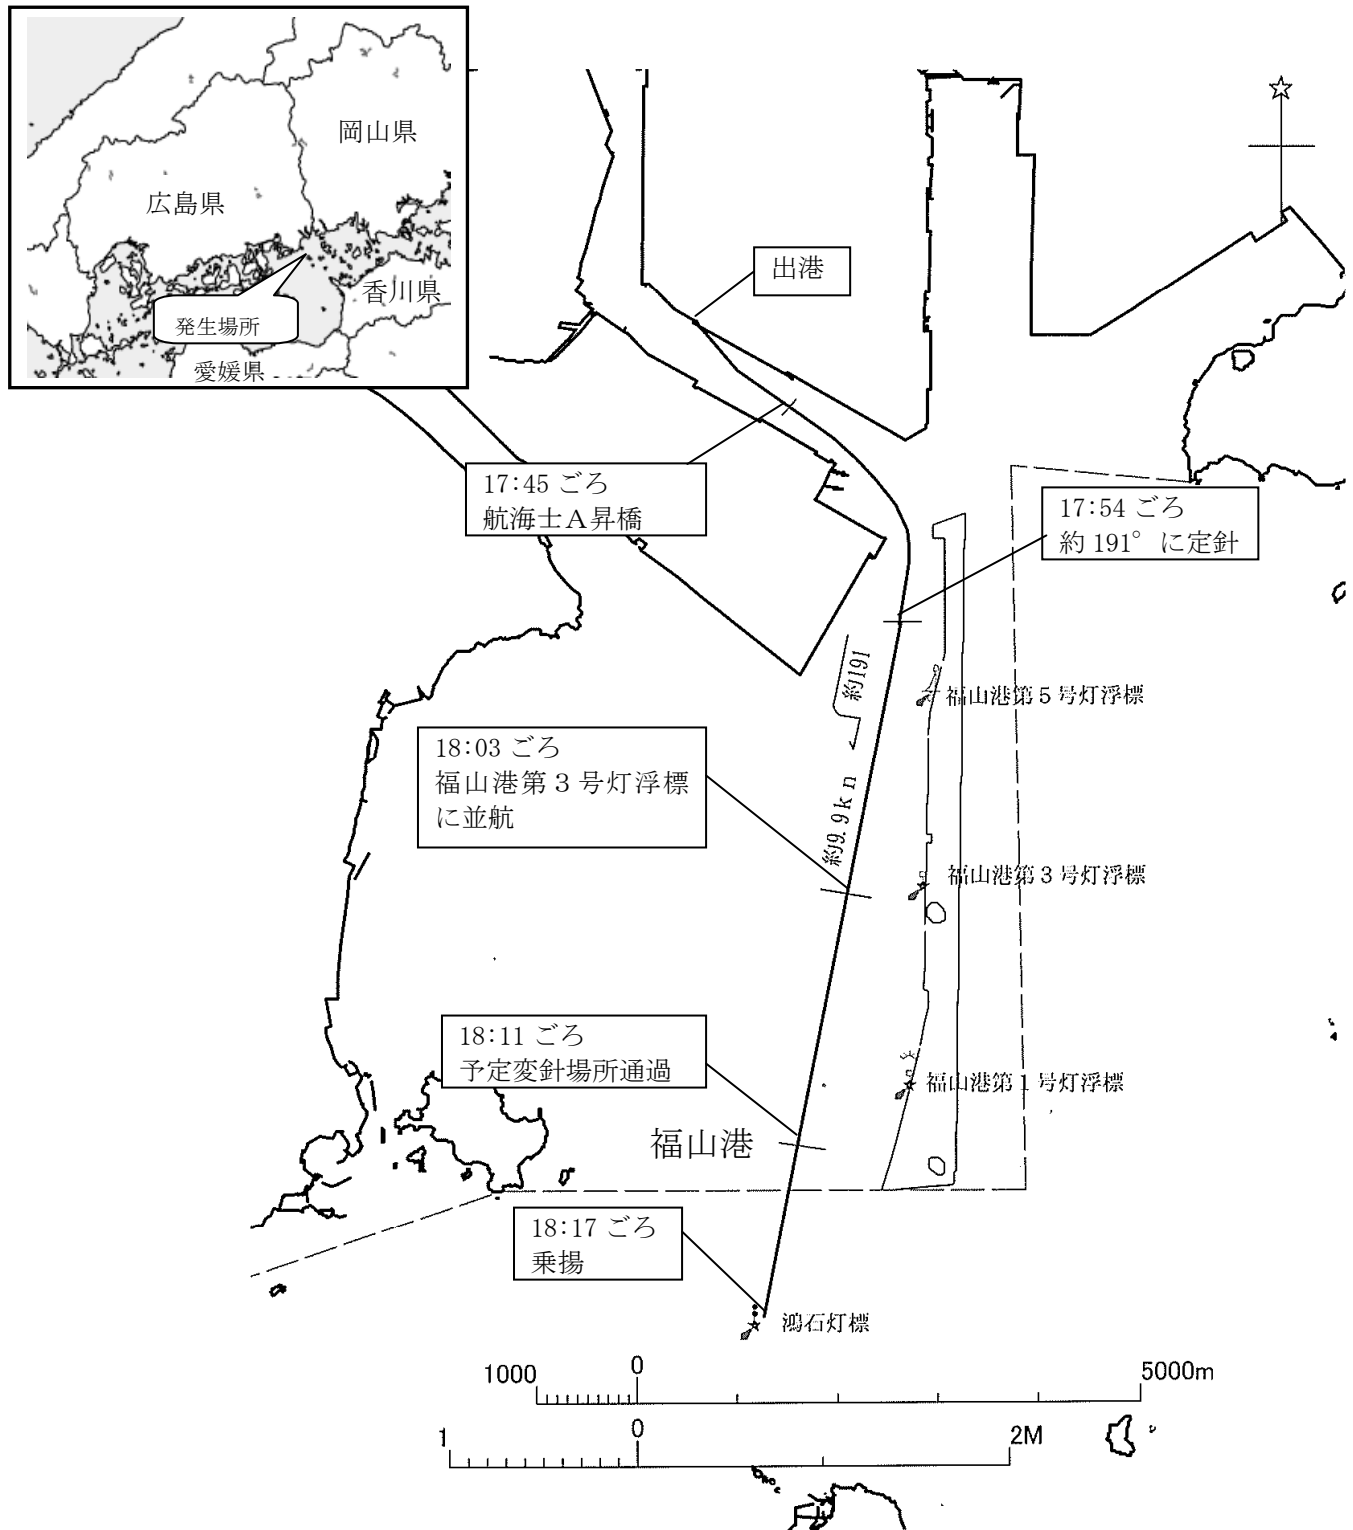 岡山県
広島県
香川県
発生場所
愛媛県
出港
17:45 ごろ
航海士A昇橋
17:54 ごろ
約 191°に定針
約191
福山港第5号灯浮標
18:03 ごろ
福山港第3号灯浮標
に並航
約9.9kn
福山港第3号灯浮標
18:11 ごろ
予定変針場所通過
福山港第1号灯浮標
福山港
18:17 ごろ
乗揚
鴻石灯標
1000 0 5000m
1 0 2M